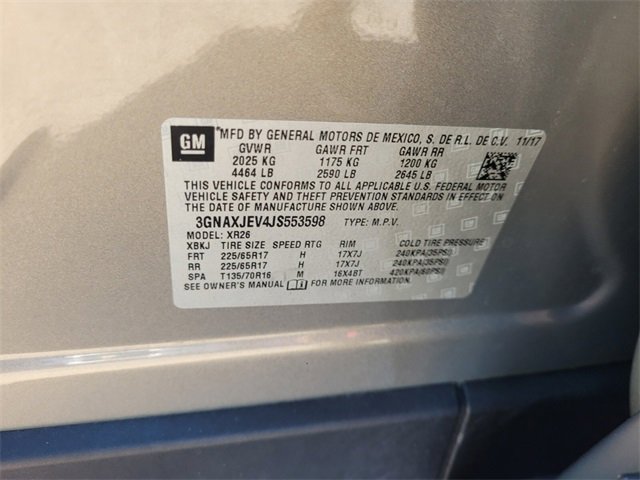 GM
*MFD BY GENERAL MOTORS DE MEXICO, S. DE R.L. DE C.V. 11/17
GVWR GAWR FRT GAWR RR
2025 KG 1175 KG 1200 KG
4464 LB 2590 LB 2645 LB
THIS VEHICLE CONFORMS TO ALL APPLICABLE U.S. FEDERAL MOTOR
VEHICLE SAFETY AND THEFT PREVENTION STANDARDS IN EFFECT ON
THE DATE OF MANUFACTURE SHOWN ABOVE.
3GNAXJEV4JS553598 TYPE: M.P.V.
MODEL: XR26
XBKJ TIRE SIZE SPEED RTG RIM COLD TIRE PRESSURE
FRT 225/65R17 H 17X7J 240KPA(35PSI)
RR 225/65R17 H 17X7J 240KPA(35PSI)
SPA T135/70R16 M 16X4BT 420KPA(60PSI)
SEE OWNER'S MANUAL FOR MORE INFORMATION.